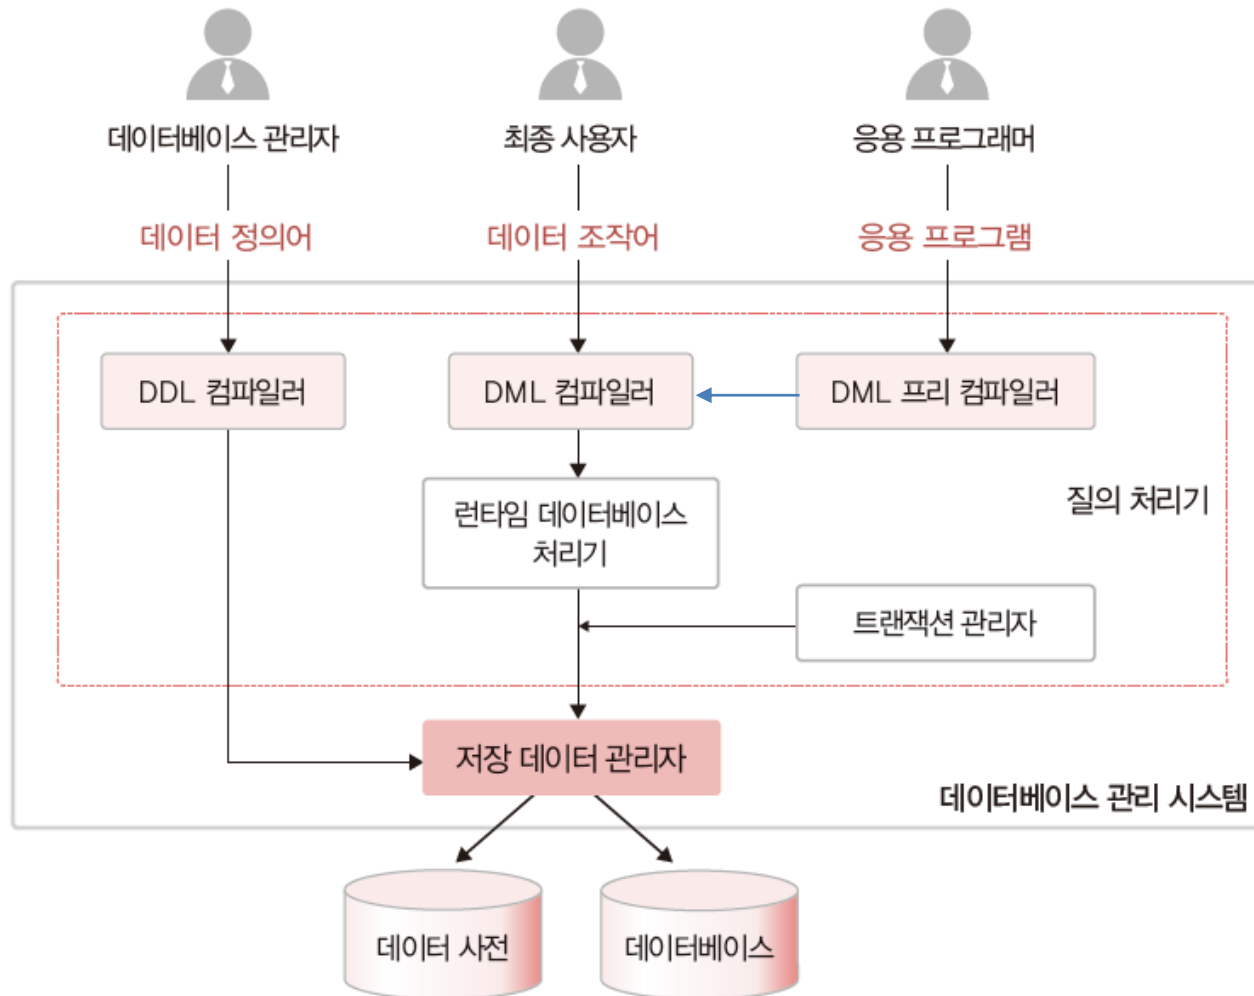 데이터베이스 관리자
최종 사용자
응용 프로그래머
데이터 정의어
데이터 조작어
응용 프로그램
DDL 컴파일러
DML 컴파일러
DML 프리 컴파일러
런타임 데이터베이스
처리기
질의 처리기
트랜잭션 관리자
저장 데이터 관리자
데이터베이스 관리 시스템
데이터 사전
데이터베이스